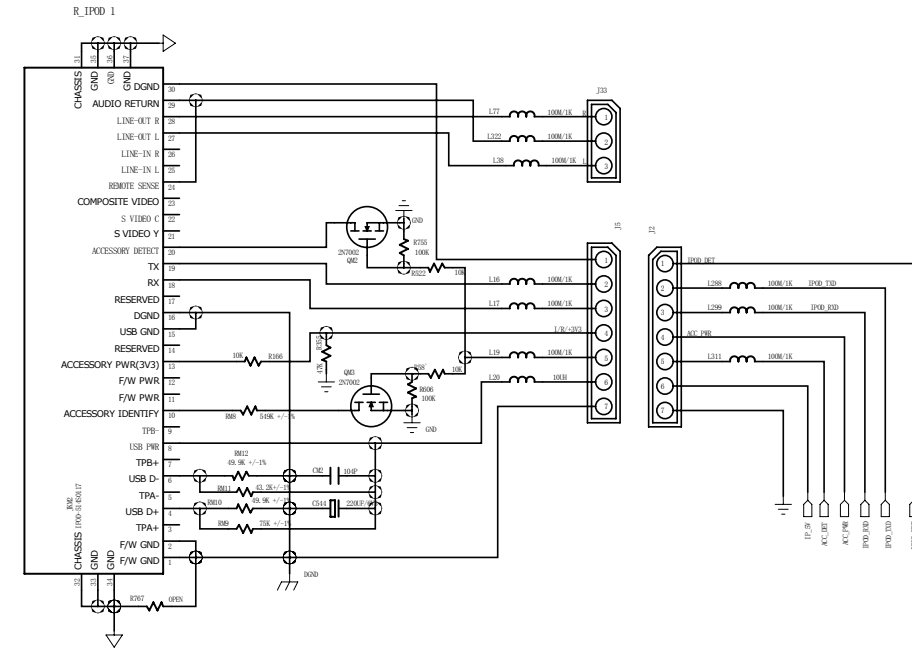 R_IPOD 1
31
35
36
37
CHASSIS
GND
GND
GND
DGND 30
AUDIO RETURN 29
LINE-OUT R 28
LINE-OUT L 27
LINE-IN R 26
LINE-IN L 25
REMOTE SENSE 24
COMPOSITE VIDEO 23
S VIDEO C 22
S VIDEO Y 21
ACCESSORY DETECT 20
TX 19
RX 18
RESERVED 17
DGND 16
USB GND 15
RESERVED 14
ACCESSORY PWR(3V3) 13
F/W PWR 12
F/W PWR 11
ACCESSORY IDENTIFY 10
TPB- 9
USB PWR 8
TPB+ 7
USB D- 6
TPA- 5
USB D+ 4
TPA+ 3
F/W GND 2
F/W GND 1
CHASSIS
GND
GND
32
33
34
R767 OPEN
J33
L77 100M/1K R 1
L322 100M/1K 2
L38 100M/1K L 3
GND
2N7002
QM2
R755
100K
R522 10K
J5
1
L16 100M/1K 2
L17 100M/1K 3
I/R/+3V3 4
L19 100M/1K 5
L20 10UH 6
7
10K R166
47K
QM3
2N7002
10K
R606
100K
GND
RM8 549K +/-1%
RM12
49.9K +/-1%
RM11 43.2K+/-1%
RM10 49.9K +/-1%
RM9 75K +/-1%
CM2 104P
C544
DGND
J2
1 IPOD_DET
2 L288 100M/1K IPOD_TXD
3 L299 100M/1K IPOD_RXD
4 ACC_PWR
5 L311 100M/1K
6
7
IP_5V
ACC_DET
ACC_PWR
IPOD_RXD
IPOD_TXD